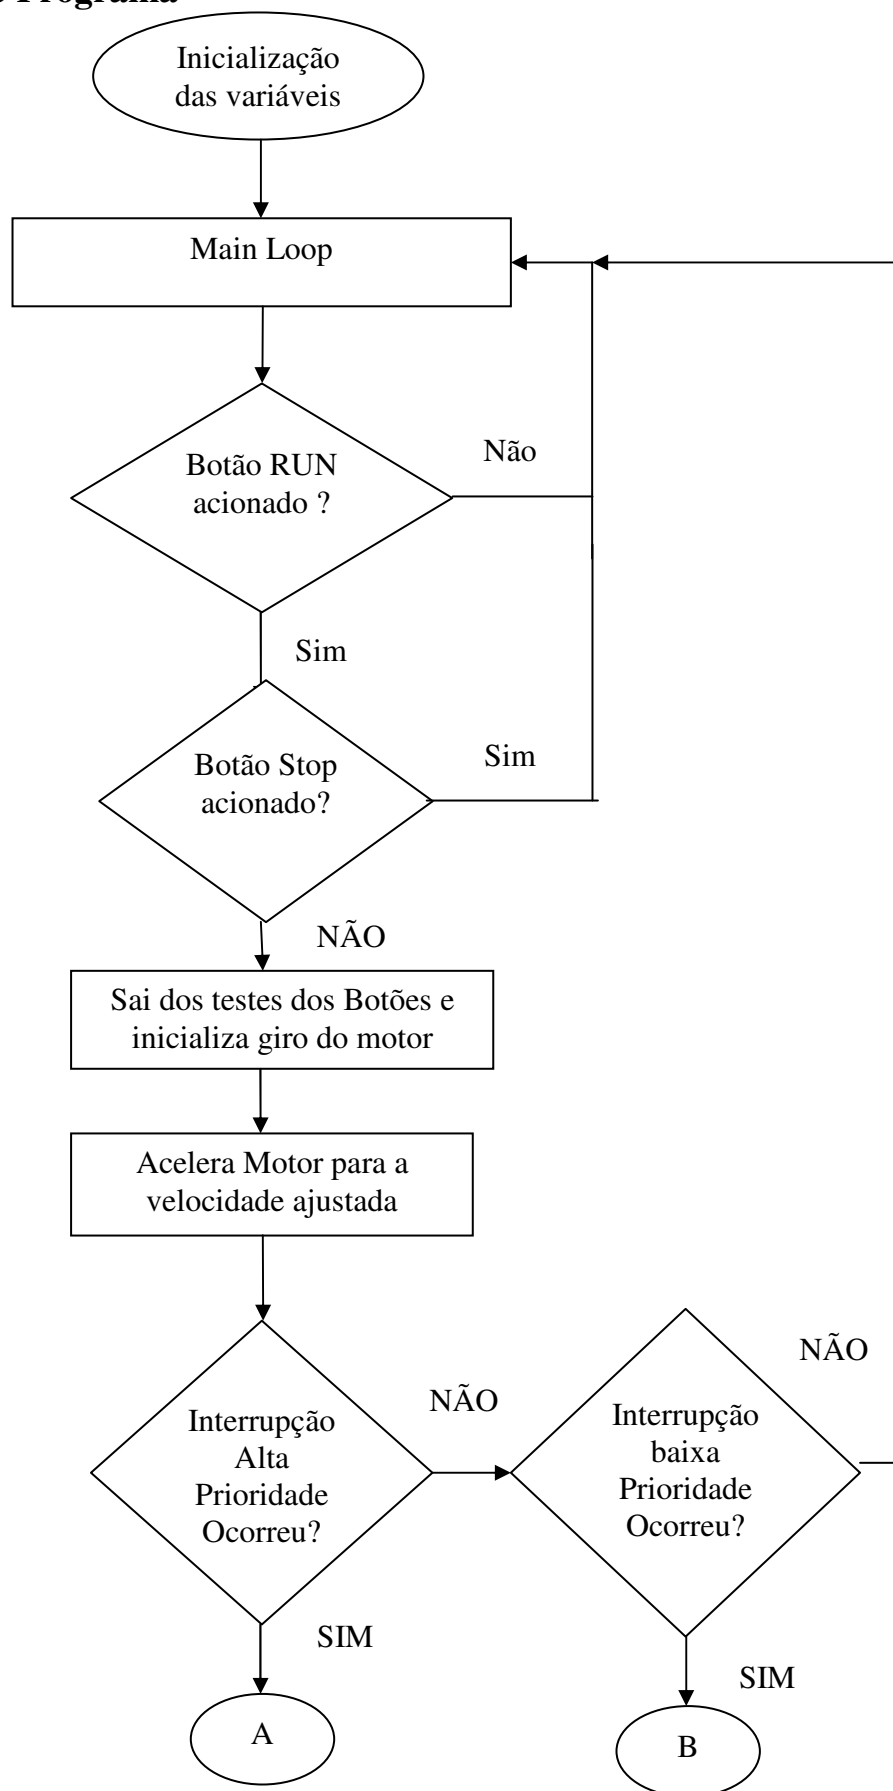 Programa
Inicialização
das variáveis
Main Loop
Botão RUN
acionado ?
Não
Sim
Botão Stop
acionado?
Sim
NÃO
Sai dos testes dos Botões e
inicializa giro do motor
Acelera Motor para a
velocidade ajustada
Interrupção
Alta
Prioridade
Ocorreu?
NÃO
Interrupção
baixa
Prioridade
Ocorreu?
NÃO
SIM
SIM
A
B